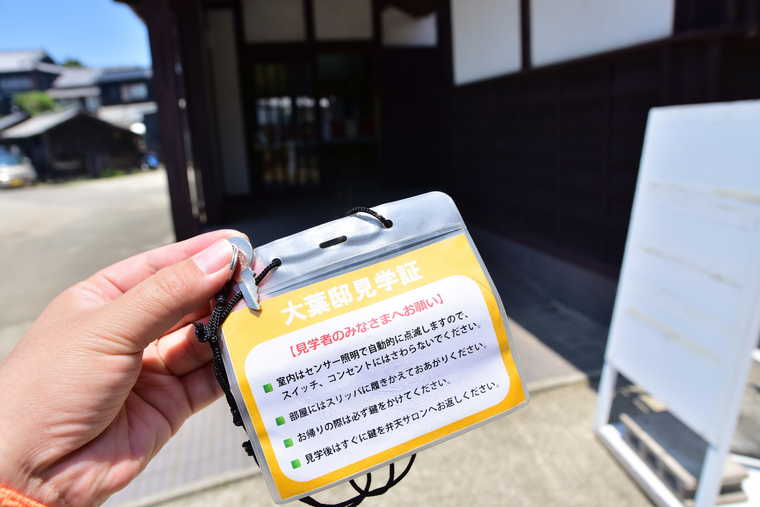 大葉邸見学証
【見学者のみなさまへお願い】
室内はセンサー照明で自動的に点滅しますので、
スイッチ、コンセントにはさわらないでください。
部屋にはスリッパに履きかえておあがりください。
お帰りの際は必ず鍵をかけてください。
見学後はすぐに鍵を弁天サロンへお返しください。